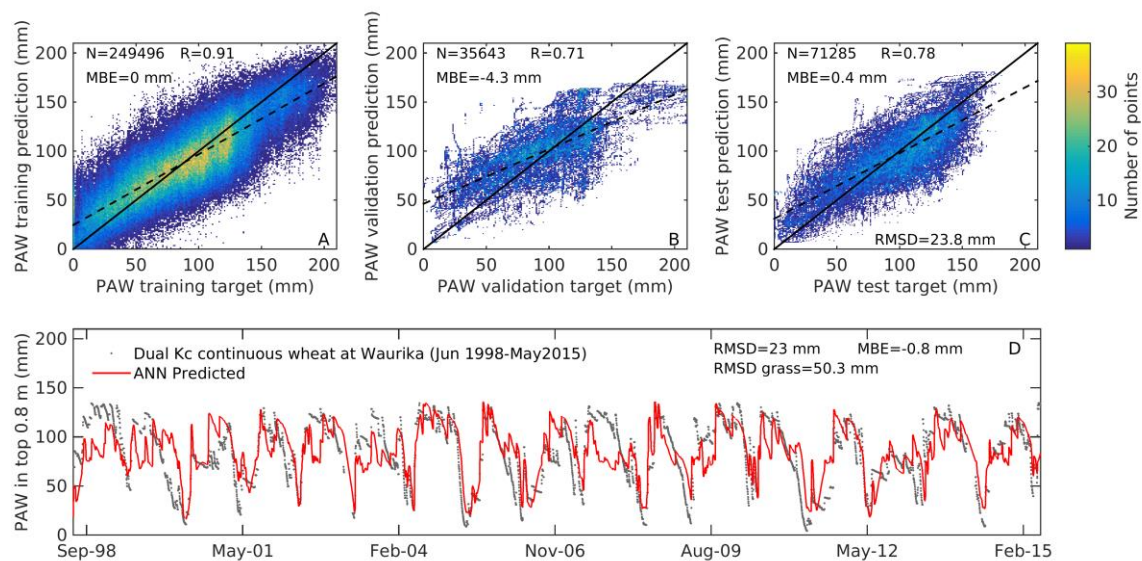 N=249496 R=0.91
MBE=0 mm
A
PAW training prediction (mm)
200
150
100
50
0
0 50 100 150 200
PAW training target (mm)
N=35643 R=0.71
MBE=-4.3 mm
B
PAW validation prediction (mm)
200
150
100
50
0
0 50 100 150 200
PAW validation target (mm)
N=71285 R=0.78
MBE=0.4 mm
RMSD=23.8 mm C
PAW test prediction (mm)
200
150
100
50
0
0 50 100 150 200
PAW test target (mm)
30
20
10
Number of points
PAW in top 0.8 m (mm)
200
150
100
50
0
Dual Kc continuous wheat at Waurika (Jun 1998-May2015)
ANN Predicted
RMSD=23 mm MBE=-0.8 mm D
RMSD grass=50.3 mm
Sep-98 May-01 Feb-04 Nov-06 Aug-09 May-12 Feb-15